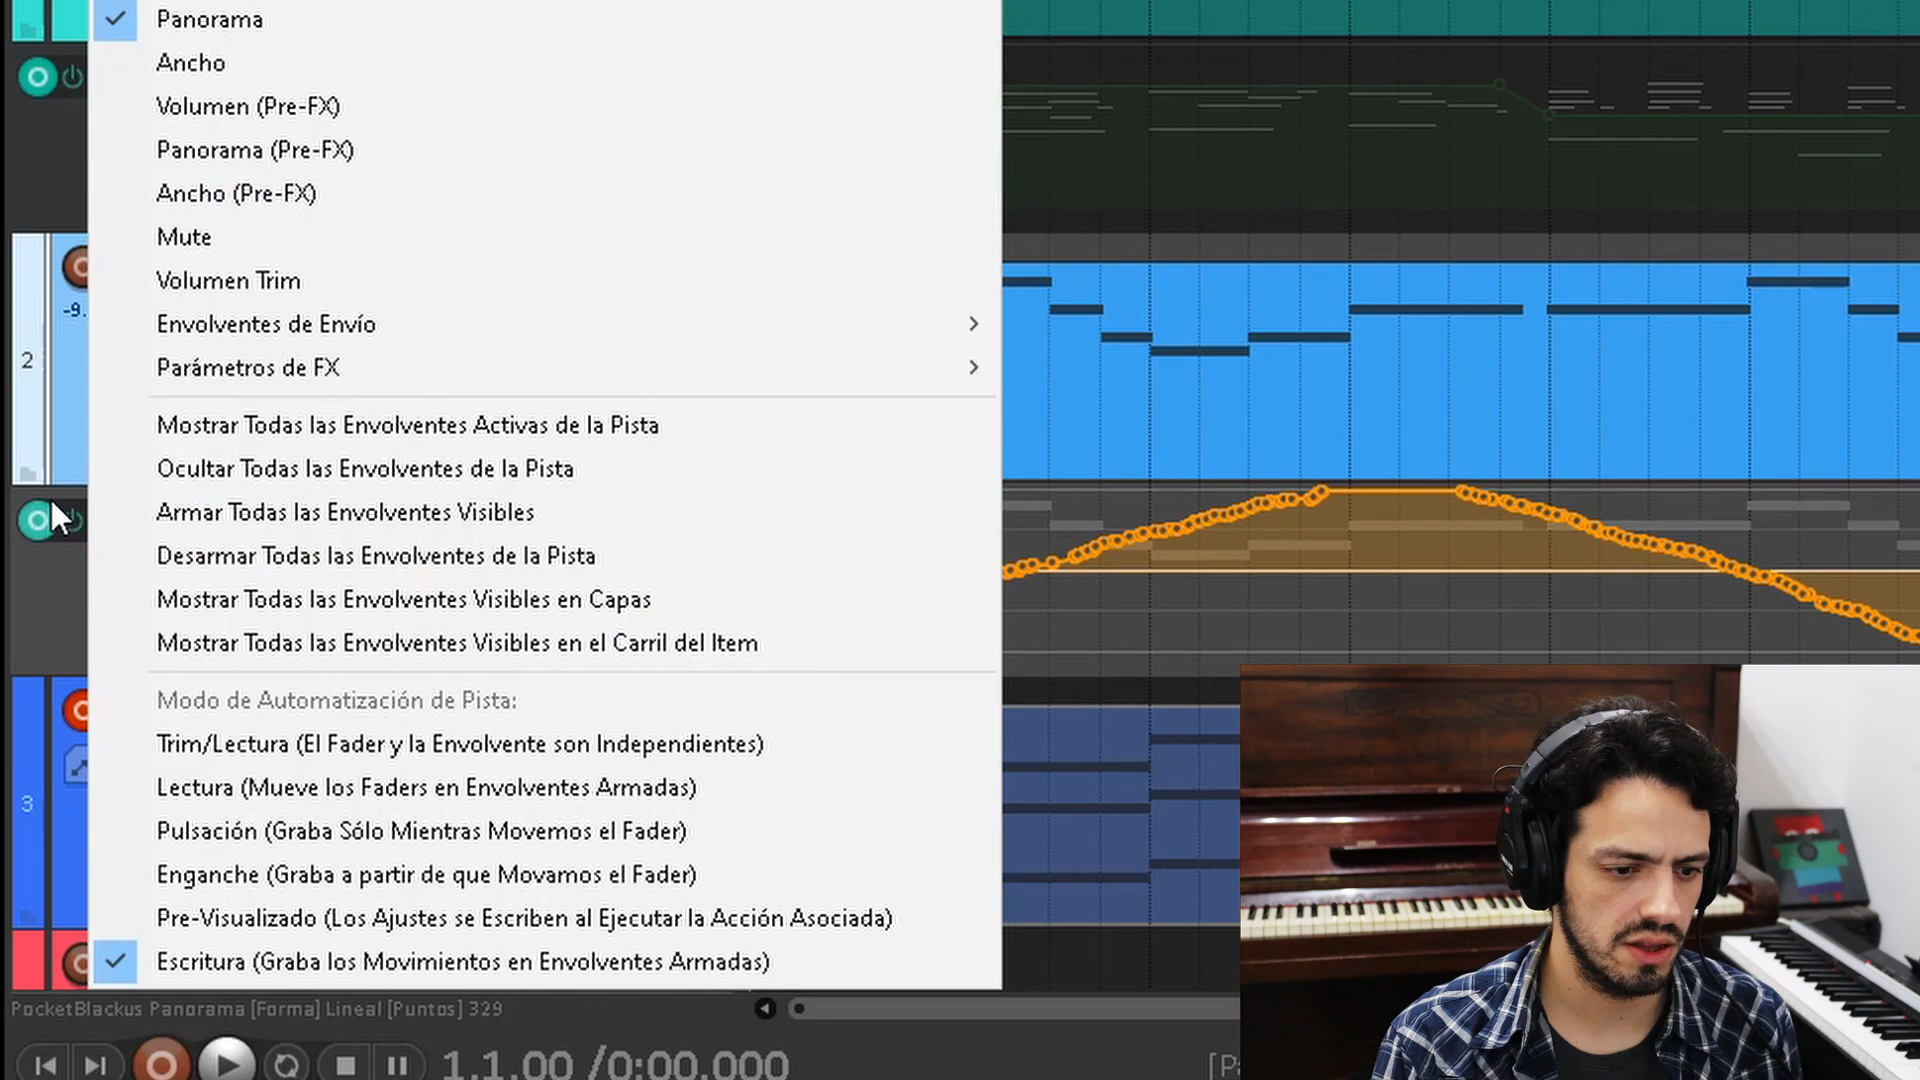 Panorama
Ancho
Volumen (Pre-FX)
Panorama (Pre-FX)
Ancho (Pre-FX)
Mute
Volumen Trim
Envolventes de Envío
Parámetros de FX
Mostrar Todas las Envolventes Activas de la Pista
Ocultar Todas las Envolventes de la Pista
Armar Todas las Envolventes Visibles
Desarmar Todas las Envolventes de la Pista
Mostrar Todas las Envolventes Visibles en Capas
Mostrar Todas las Envolventes Visibles en el Carril del Item
Modo de Automatización de Pista:
Trim/Lectura (El Fader y la Envolvente son Independientes)
Lectura (Mueve los Faders en Envolventes Armadas)
Pulsación (Graba Sólo Mientras Movemos el Fader)
Enganche (Graba a partir de que Movamos el Fader)
Pre-Visualizado (Los Ajustes se Escriben al Ejecutar la Acción Asociada)
Escritura (Graba los Movimientos en Envolventes Armadas)
-9.
2
3
PocketBlackus Panorama [Forma] Lineal [Puntos] 329
1.1.00 /0:00.000